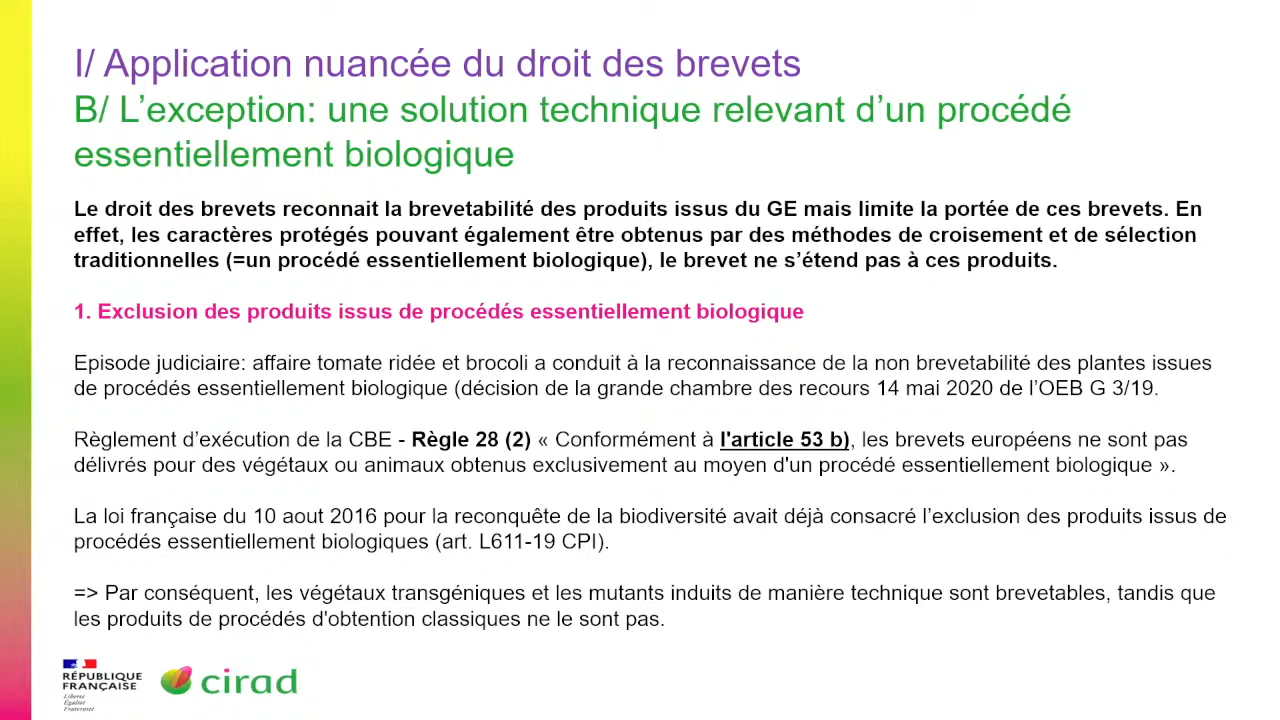 I/ Application nuancée du droit des brevets
B/ L’exception: une solution technique relevant d’un procédé
essentiellement biologique
Le droit des brevets reconnait la brevetabilité des produits issus du GE mais limite la portée de ces brevets. En
effet, les caractères protégés pouvant également être obtenus par des méthodes de croisement et de sélection
traditionnelles (=un procédé essentiellement biologique), le brevet ne s’étend pas à ces produits.
1. Exclusion des produits issus de procédés essentiellement biologique
Episode judiciaire: affaire tomate ridée et brocoli a conduit à la reconnaissance de la non brevetabilité des plantes issues
de procédés essentiellement biologique (décision de la grande chambre des recours 14 mai 2020 de l’OEB G 3/19.
Règlement d’exécution de la CBE - Règle 28 (2) « Conformément à l'article 53 b), les brevets européens ne sont pas
délivrés pour des végétaux ou animaux obtenus exclusivement au moyen d'un procédé essentiellement biologique ».
La loi française du 10 aout 2016 pour la reconquête de la biodiversité avait déjà consacré l’exclusion des produits issus de
procédés essentiellement biologiques (art. L611-19 CPI).
=> Par conséquent, les végétaux transgéniques et les mutants induits de manière technique sont brevetables, tandis que
les produits de procédés d'obtention classiques ne le sont pas.
RÉPUBLIQUE
FRANÇAISE
Liberté
Égalité
Fraternité
cirad